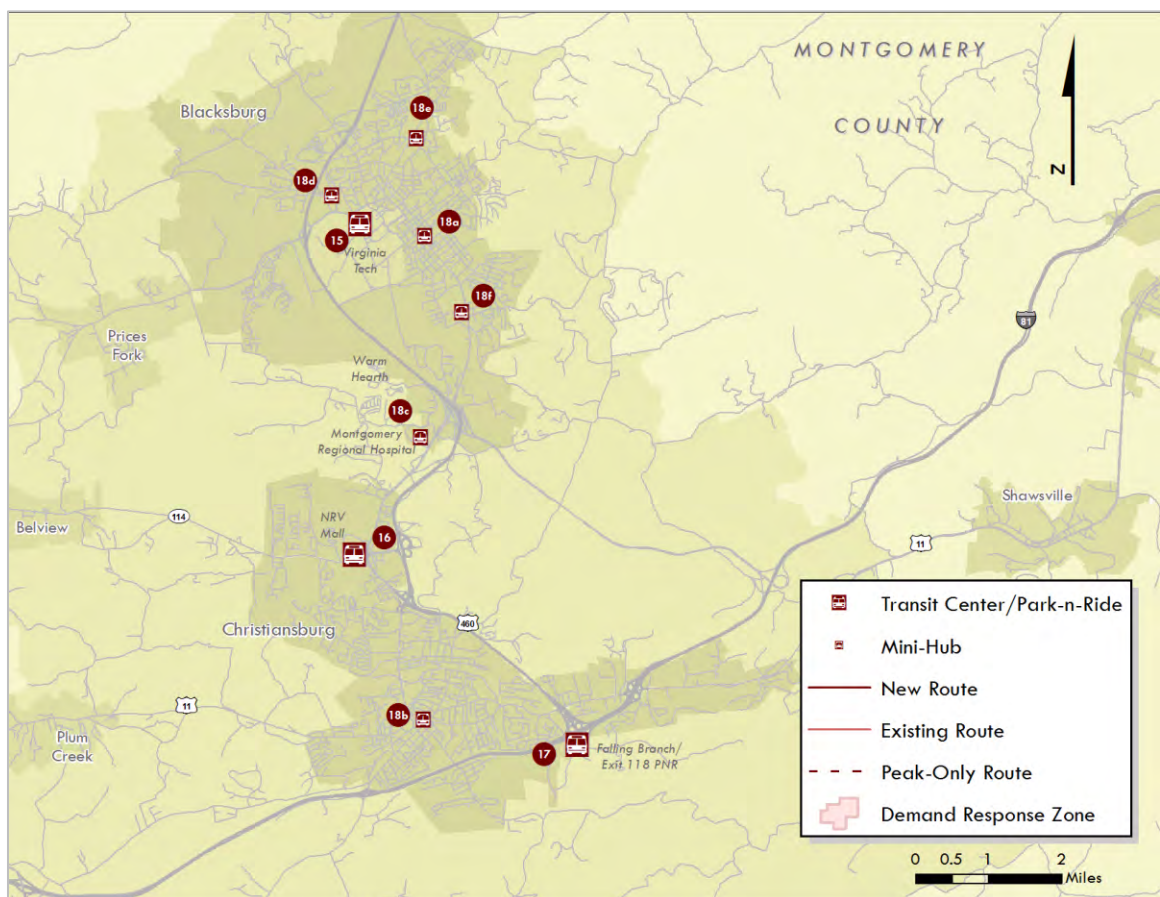 MONTGOMERY
COUNTY
Blacksburg
18e
Z
18d
18a
15
Virginia
Tech
18f
81
Prices
Fork
Warm
Hearth
18c
Montgomery
Regional Hospital
Shawsville
NRV
Mall
Belview
114
16
11
Christiansburg
460
11
18b
Plum
Creek
17
Falling Branch/
Exit 118 PNR
Transit Center/Park-n-Ride
Mini-Hub
New Route
Existing Route
Peak-Only Route
Demand Response Zone
0 0.5 1 2
Miles